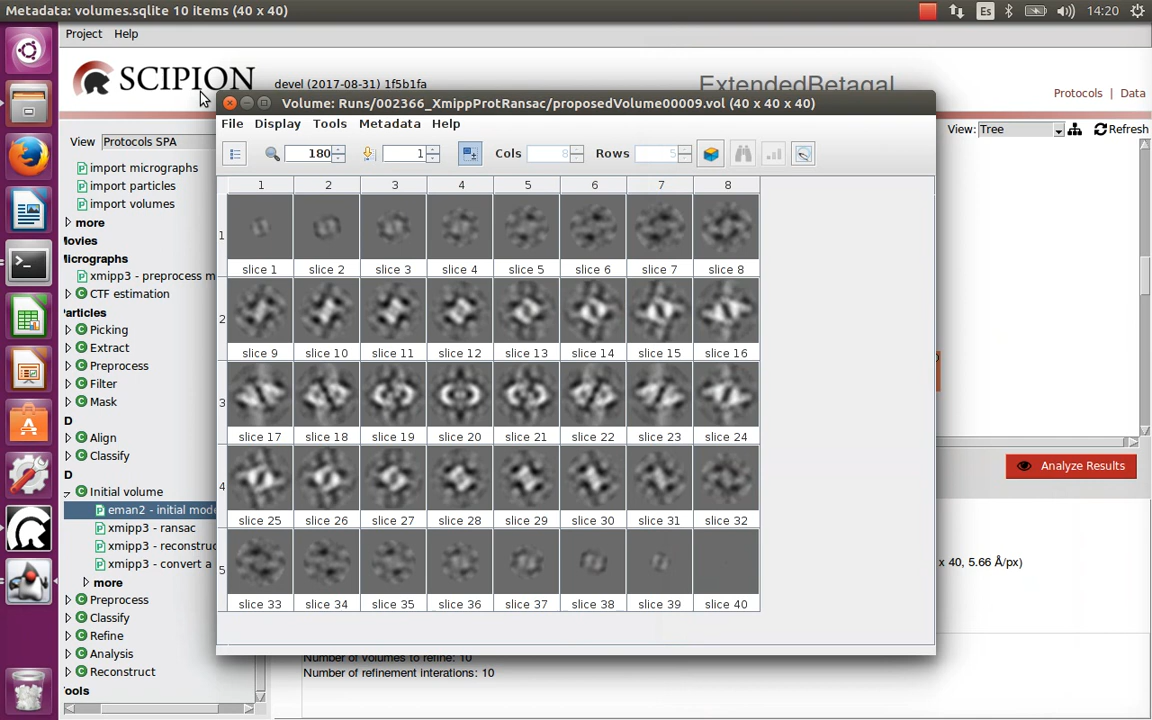 Metadata: volumes.sqlite 10 items (40 x 40)
Es
14:20
Project Help
SCIPION
devel (2017-08-31) 1f5b1fa
ExtendedBetagal
Protocols | Data
View Protocols SPA
View: Tree
Refresh
import micrographs
import particles
import volumes
more
Movies
Micrographs
xmipp3 - preprocess m
CTF estimation
Particles
Picking
Extract
Preprocess
Filter
Mask
D
Align
Classify
D
Initial volume
eman2 - initial mode
xmipp3 - ransac
xmipp3 - reconstruc
xmipp3 - convert a
more
Preprocess
Classify
Refine
Analysis
Reconstruct
Tools
Volume: Runs/002366_XmippProtRansac/proposedVolume00009.vol (40 x 40 x 40)
File Display Tools Metadata Help
180 1 Cols 8 Rows 5
1 2 3 4 5 6 7 8
1
slice 1 slice 2 slice 3 slice 4 slice 5 slice 6 slice 7 slice 8
2
slice 9 slice 10 slice 11 slice 12 slice 13 slice 14 slice 15 slice 16
3
slice 17 slice 18 slice 19 slice 20 slice 21 slice 22 slice 23 slice 24
4
slice 25 slice 26 slice 27 slice 28 slice 29 slice 30 slice 31 slice 32
5
slice 33 slice 34 slice 35 slice 36 slice 37 slice 38 slice 39 slice 40
Analyze Results
x 40, 5.66 Å/px)
Number of volumes to refine: 10
Number of refinement interations: 10